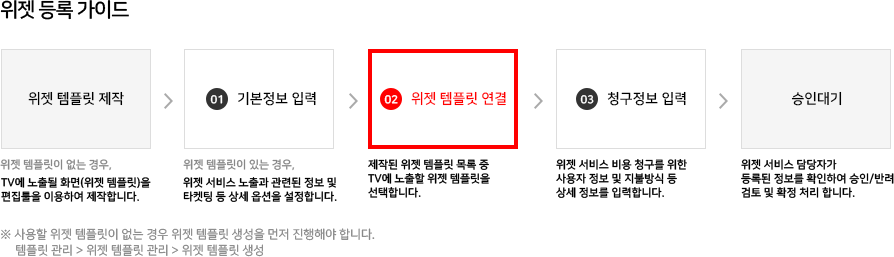 위젯 등록 가이드
위젯 템플릿 제작
01 기본정보 입력
02 위젯 템플릿 연결
03 청구정보 입력
승인대기
위젯 템플릿이 없는 경우,
TV에 노출될 화면(위젯 템플릿)을
편집툴을 이용하여 제작합니다.
위젯 템플릿이 있는 경우,
위젯 서비스 노출과 관련된 정보 및
타켓팅 등 상세 옵션을 설정합니다.
제작된 위젯 템플릿 목록 중
TV에 노출할 위젯 템플릿을
선택합니다.
위젯 서비스 비용 청구를 위한
사용자 정보 및 지불방식 등
상세 정보를 입력합니다.
위젯 서비스 담당자가
등록된 정보를 확인하여 승인/반려
검토 및 확정 처리 합니다.
※ 사용할 위젯 템플릿이 없는 경우 위젯 템플릿 생성을 먼저 진행해야 합니다.
템플릿 관리 > 위젯 템플릿 관리 > 위젯 템플릿 생성